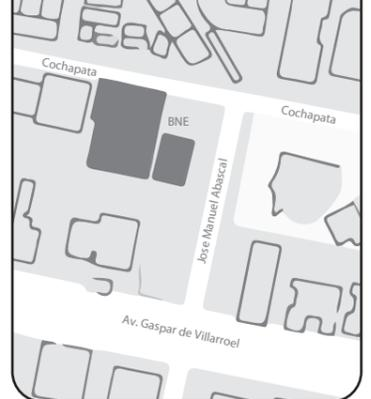 Cochapata
BNE
Cochapata
Jose Manuel Abascal
Av. Gaspar de Villarroel